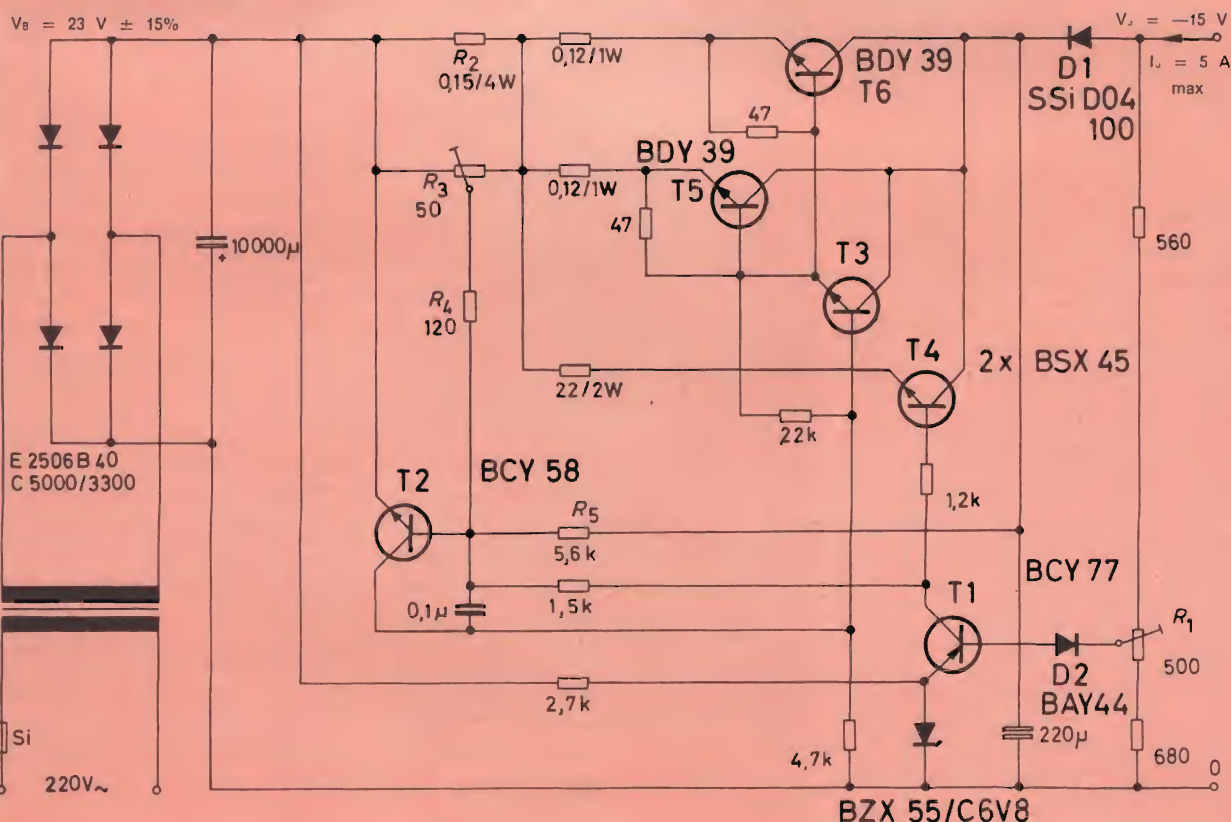 VB = 23 V ± 15%
VJ = −15 V
R2
0,15/4W
0,12/1W
BDY 39
T6
D1
SSi D04
100
IJ = 5 A
max
47
BDY 39
R3
50
0,12/1W
T5
47
10000µ
+
560
T3
R4
120
T4
2x BSX 45
22/2W
22k
E 2506 B 40
C 5000/3300
T2
BCY 58
1,2k
R5
5,6k
BCY 77
T1
0,1µ
1,5k
R1
500
D2
BAY44
2,7k
Si
220V~
4,7k
220µ
680
0
BZX 55/C6V8